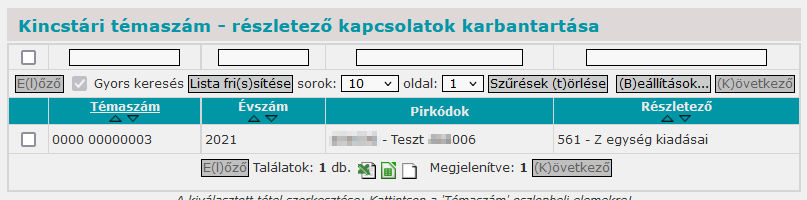 Kincstári témaszám - részletező kapcsolatok karbantartása
E(l)őző Gyors keresés Lista fri(s)sítése sorok: 10 oldal: 1 Szűrések (t)örlése (B)eállítások... (K)övetkező
Témaszám Évszám Pirkódok Részletező
0000 00000003 2021 - Teszt 006 561 - Z egység kiadásai
E(l)őző Találatok: 1 db. Megjelenítve: 1 (K)övetkező
A kiválasztott tétel szerkesztése: Kattintson a 'Témaszám' oszlopbeli elemekre!